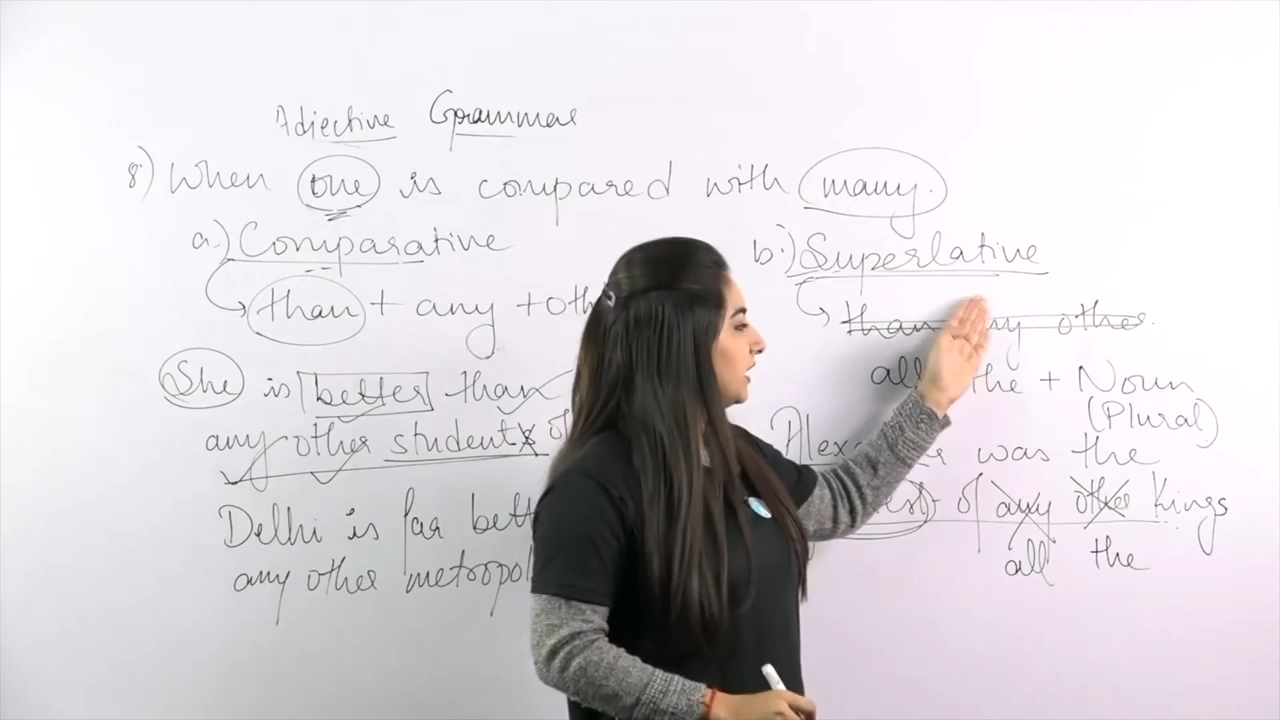 Adjective Grammar
8.) When one is compared with many.
a.) Comparative
than + any + oth
She is better than
any other students of
Delhi is far bett
any other metropol
b.) Superlative
than any other.
all the + Noun
(Plural)
Alex er was the
est of any other Kings
all the